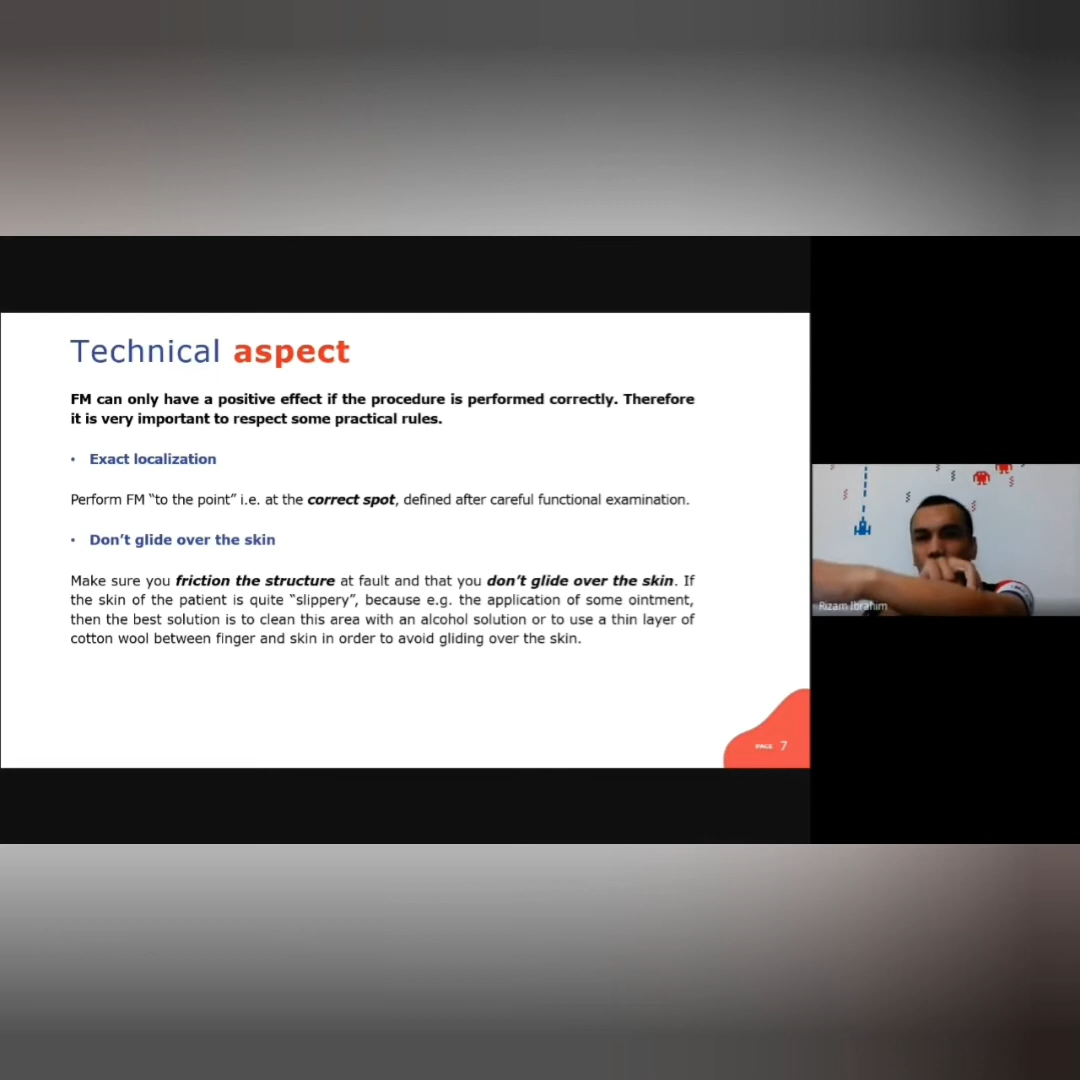 Technical aspect
FM can only have a positive effect if the procedure is performed correctly. Therefore
it is very important to respect some practical rules.
• Exact localization
Perform FM “to the point” i.e. at the correct spot, defined after careful functional examination.
• Don’t glide over the skin
Make sure you friction the structure at fault and that you don’t glide over the skin. If
the skin of the patient is quite “slippery”, because e.g. the application of some ointment,
then the best solution is to clean this area with an alcohol solution or to use a thin layer of
cotton wool between finger and skin in order to avoid gliding over the skin.
PAGE 7
Rizam Ibrahim